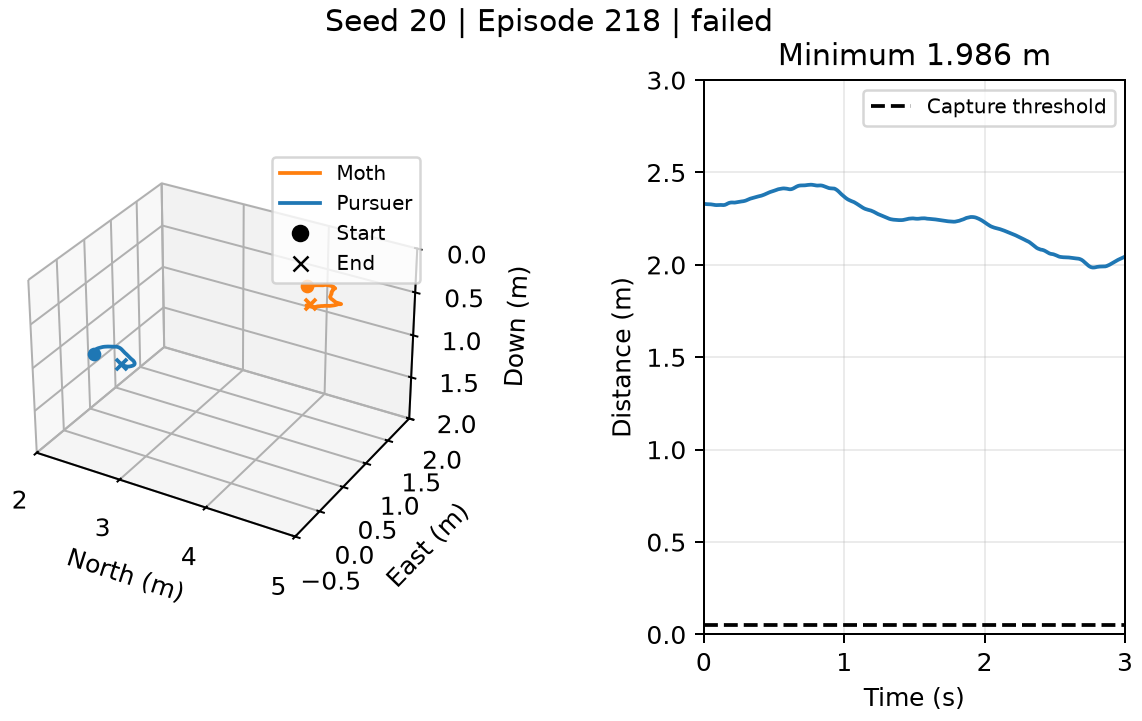 Seed 20 | Episode 218 | failed
Minimum 1.986 m
Moth
Pursuer
Start
End
0.0
0.5
1.0
1.5
2.0
Down (m)
2
3
4
5
North (m)
−0.5
0.0
0.5
1.0
1.5
2.0
East (m)
Capture threshold
3.0
2.5
2.0
1.5
1.0
0.5
0.0
Distance (m)
0
1
2
3
Time (s)